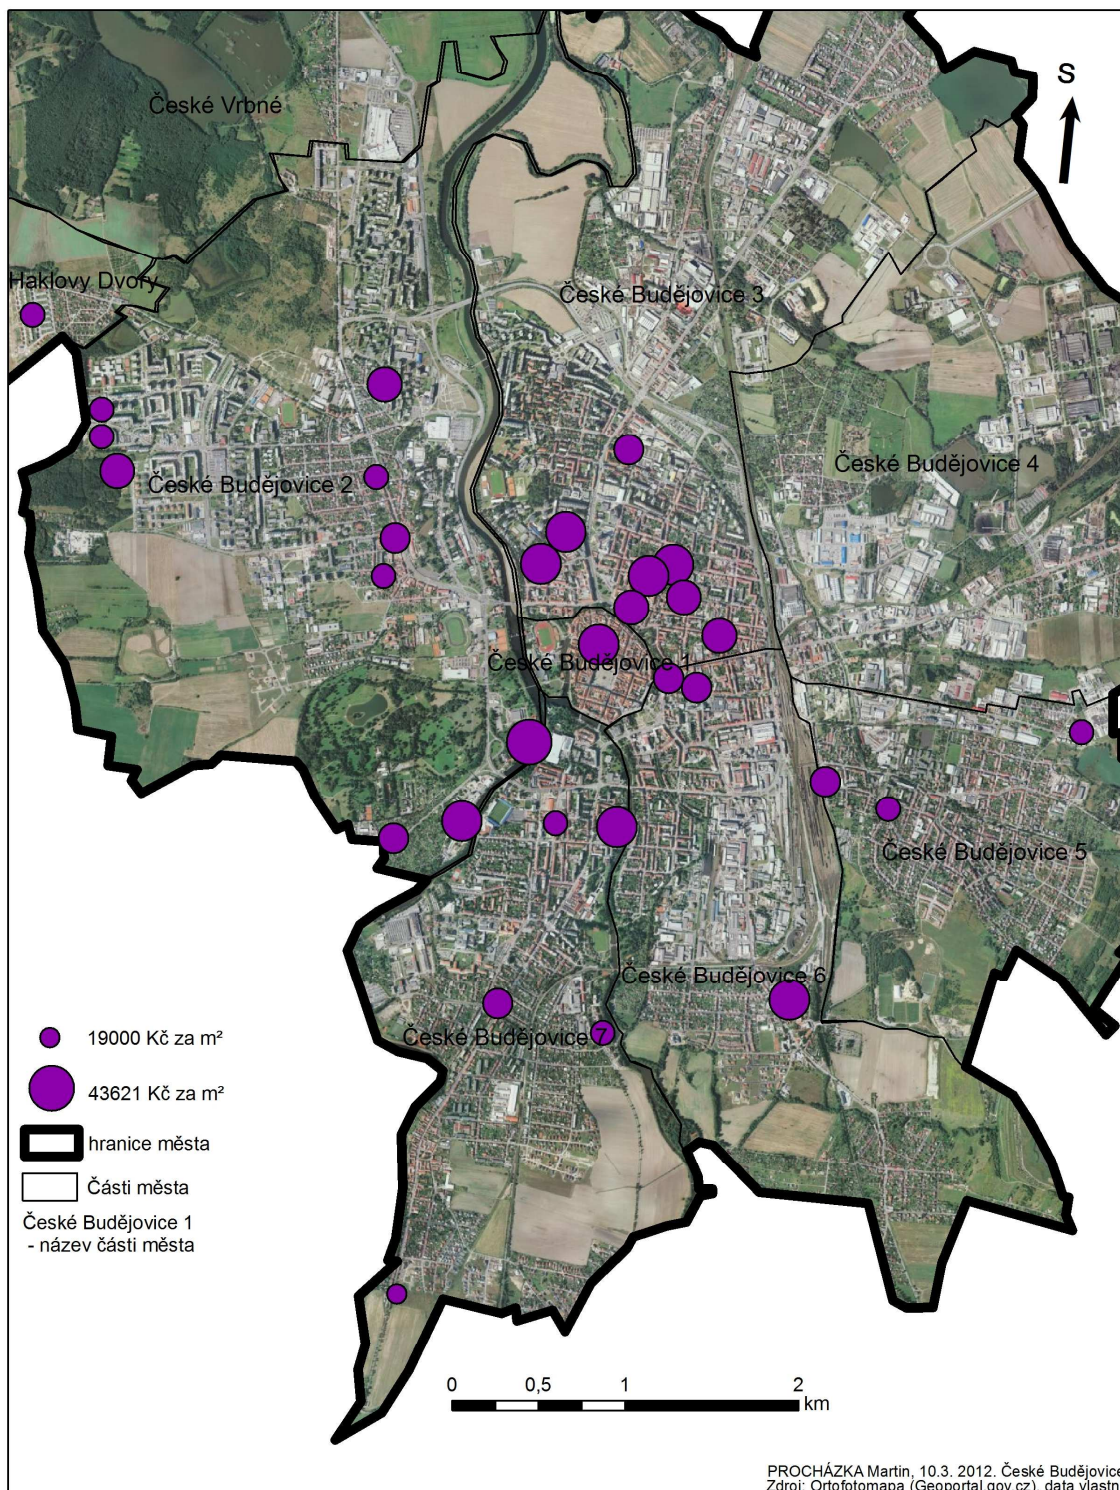 S
České Vrbné
Haklovy Dvory
České Budějovice 3
České Budějovice 4
České Budějovice 2
České Budějovice 1
České Budějovice 5
České Budějovice 6
České Budějovice 7
19000 Kč za m²
43621 Kč za m²
hranice města
Části města
České Budějovice 1
- název části města
0 0,5 1 2
km
PROCHÁZKA Martin, 10.3. 2012. České Budějovice
Zdroj: Ortofotomapa (Geoportal.gov.cz), data vlastn